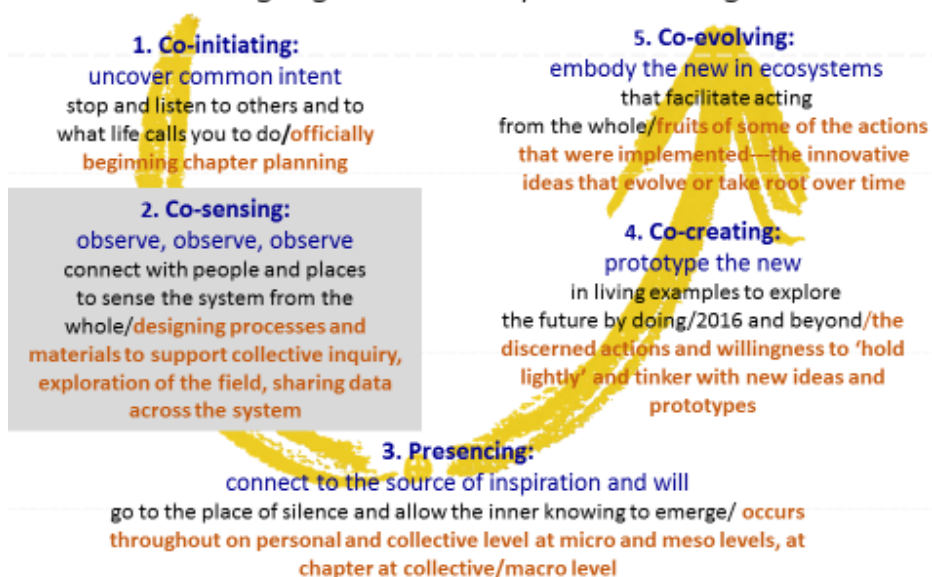 1. Co-initiating:
uncover common intent
stop and listen to others and to
what life calls you to do/officially
beginning chapter planning
2. Co-sensing:
observe, observe, observe
connect with people and places
to sense the system from the
whole/designing processes and
materials to support collective inquiry,
exploration of the field, sharing data
across the system
3. Presencing:
connect to the source of inspiration and will
go to the place of silence and allow the inner knowing to emerge/ occurs
throughout on personal and collective level at micro and meso levels, at
chapter at collective/macro level
4. Co-creating:
prototype the new
in living examples to explore
the future by doing/2016 and beyond/the
discerned actions and willingness to ‘hold
lightly’ and tinker with new ideas and
prototypes
5. Co-evolving:
embody the new in ecosystems
that facilitate acting
from the whole/fruits of some of the actions
that were implemented---the innovative
ideas that evolve or take root over time